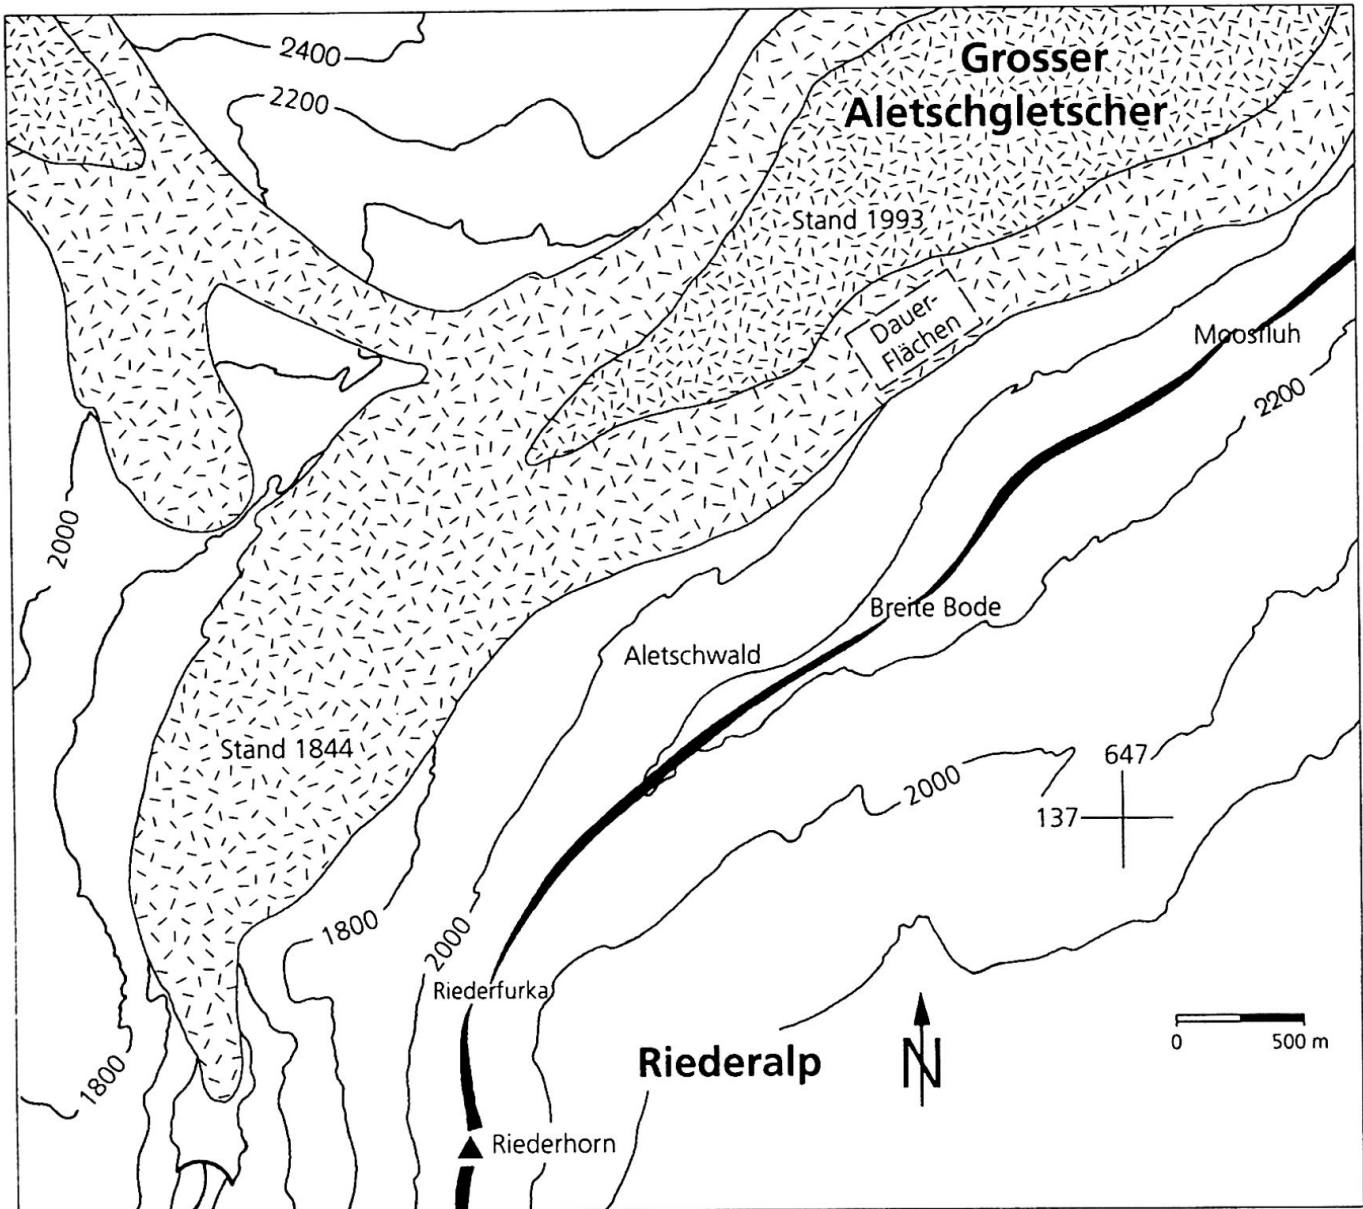 2400
Grosser
2200
Aletschgletscher
Stand 1993
Dauer-
Flächen
Moosfluh
2200
2000
Breite Bode
Aletschwald
Stand 1844
647
2000
137
1800
2000
Riederfurka
0 500 m
Riederalp
N
1800
Riederhorn